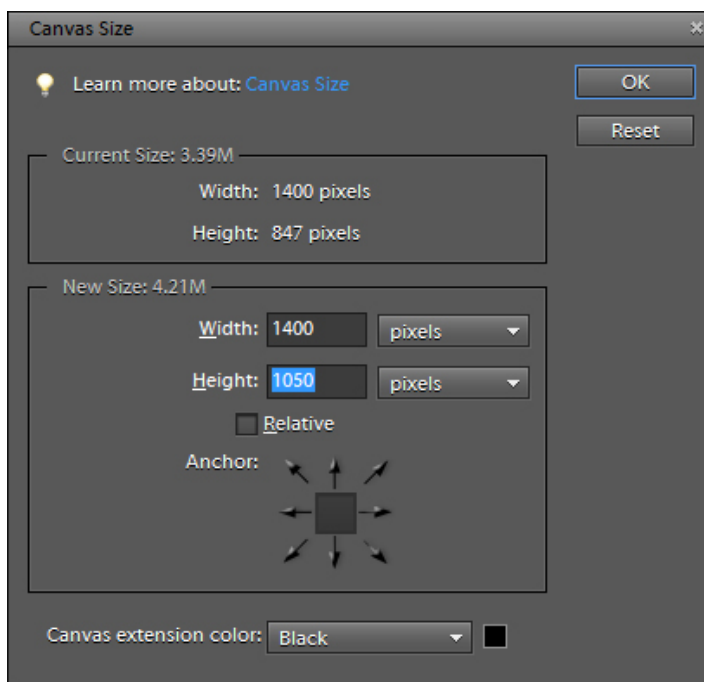 Canvas Size
Learn more about: Canvas Size
OK
Reset
Current Size: 3.39M
Width: 1400 pixels
Height: 847 pixels
New Size: 4.21M
Width: 1400 pixels
Height: 1050 pixels
Relative
Anchor:
Canvas extension color: Black